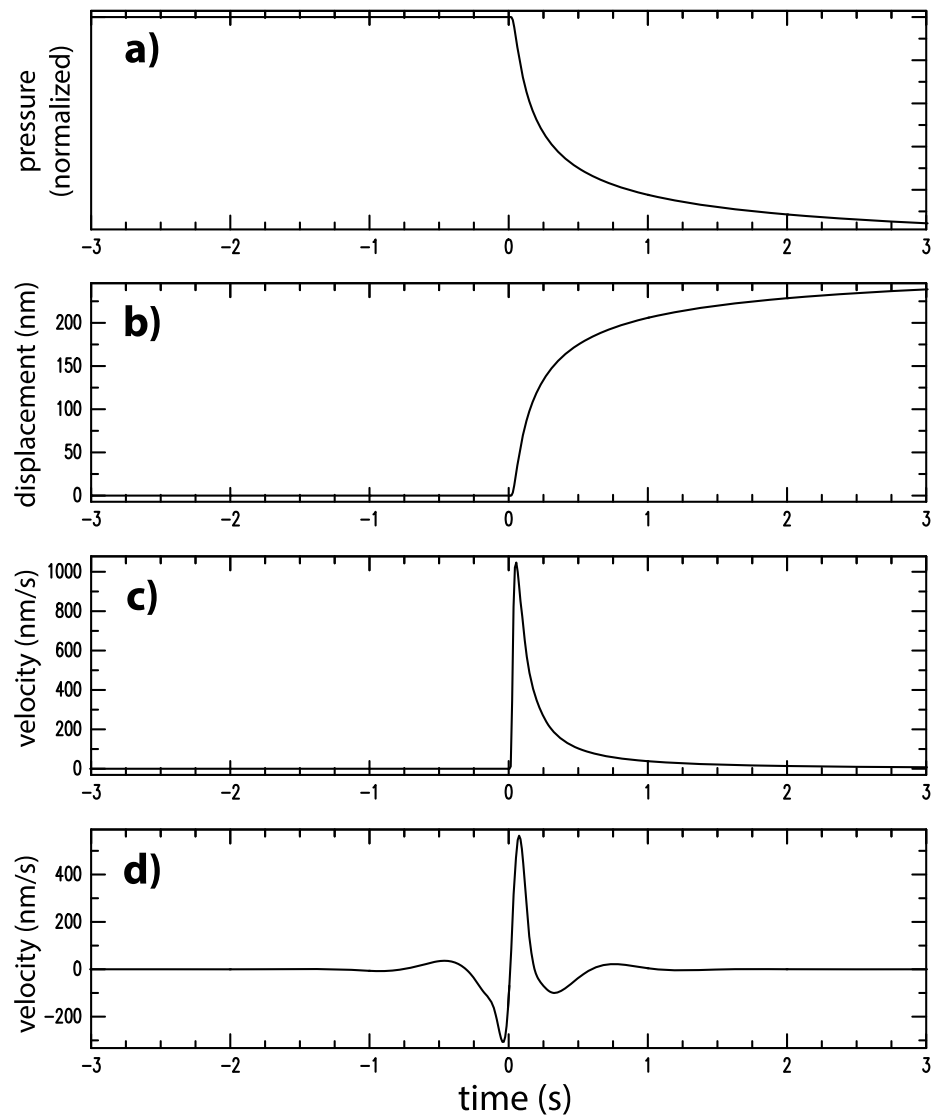 a)
pressure
(normalized)
-3 -2 -1 0 1 2 3
b)
displacement (nm)
200
150
100
50
0
-3 -2 -1 0 1 2 3
c)
velocity (nm/s)
1000
800
600
400
200
0
-3 -2 -1 0 1 2 3
d)
velocity (nm/s)
400
200
0
-200
-3 -2 -1 0 1 2 3
time (s)